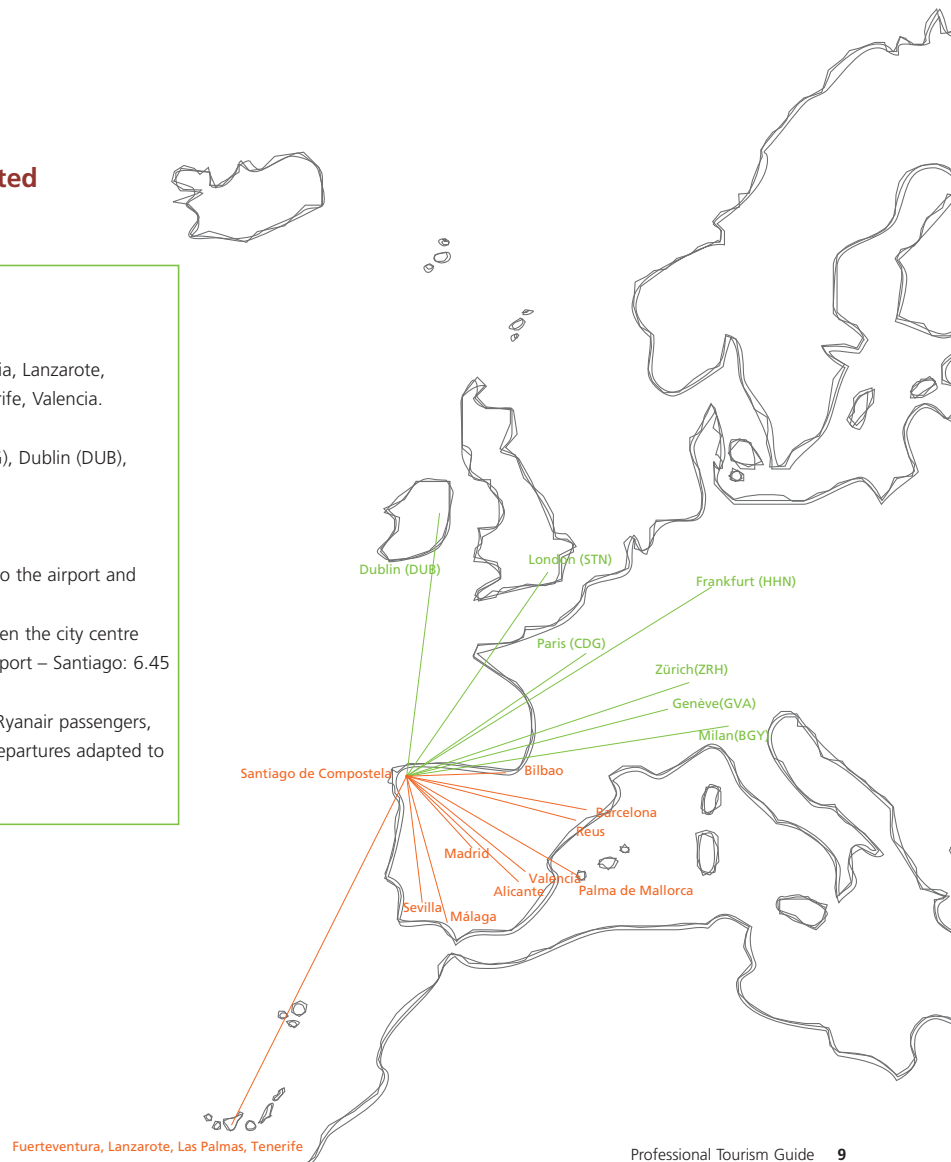 ted
ia, Lanzarote,
rife, Valencia.
G), Dublin (DUB),
o the airport and
en the city centre
port – Santiago: 6.45
Ryanair passengers,
epartures adapted to
Dublin (DUB)
London (STN)
Frankfurt (HHN)
Paris (CDG)
Zürich(ZRH)
Genève(GVA)
Milan(BGY)
Santiago de Compostela
Bilbao
Barcelona
Reus
Madrid
Valencia
Alicante
Palma de Mallorca
Sevilla
Málaga
Fuerteventura, Lanzarote, Las Palmas, Tenerife
Professional Tourism Guide 9